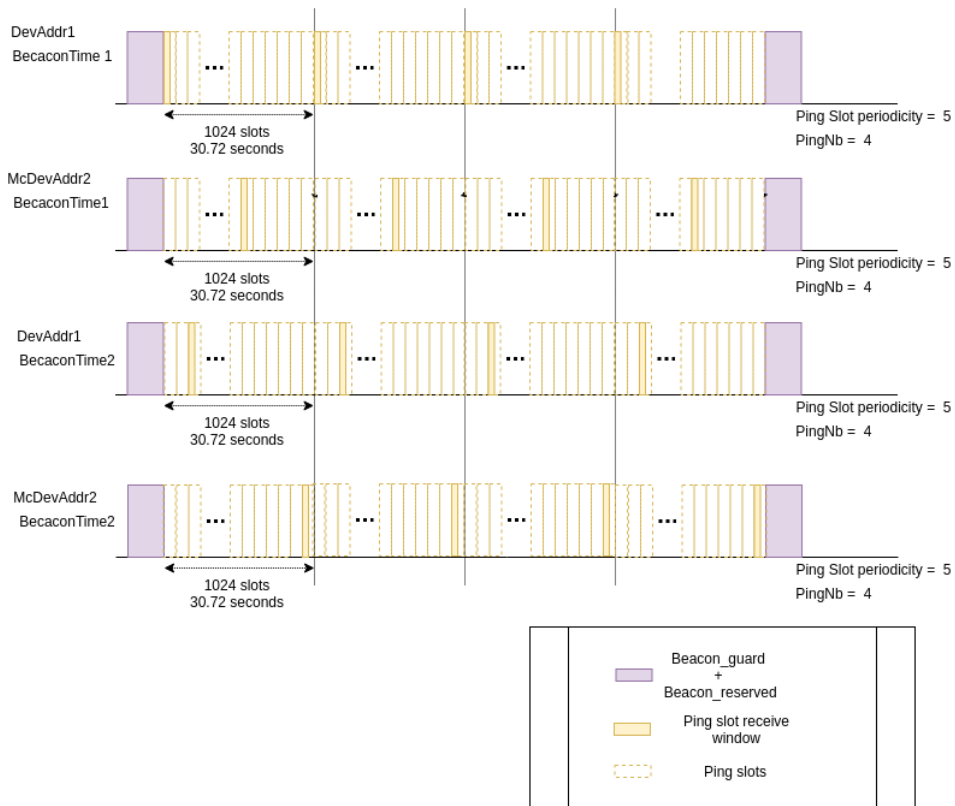 DevAddr1
BecaconTime 1
...
...
...
1024 slots
30.72 seconds
Ping Slot periodicity = 5
PingNb = 4
McDevAddr2
BecaconTime1
...
...
...
...
1024 slots
30.72 seconds
Ping Slot periodicity = 5
PingNb = 4
DevAddr1
BecaconTime2
...
...
...
...
1024 slots
30.72 seconds
Ping Slot periodicity = 5
PingNb = 4
McDevAddr2
BecaconTime2
...
...
...
...
1024 slots
30.72 seconds
Ping Slot periodicity = 5
PingNb = 4
Beacon_guard
+
Beacon_reserved
Ping slot receive
window
Ping slots